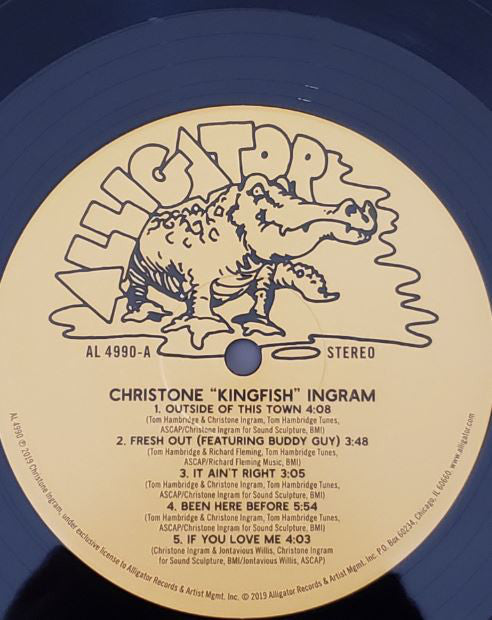 ALLIGATOR
AL 4990-A
STEREO
CHRISTONE "KINGFISH" INGRAM
1. OUTSIDE OF THIS TOWN 4:08
(Tom Hambridge & Christone Ingram, Tom Hambridge Tunes,
ASCAP/Christone Ingram for Sound Sculpture, BMI)
2. FRESH OUT (FEATURING BUDDY GUY) 3:48
(Tom Hambridge & Richard Fleming, Tom Hambridge Tunes,
ASCAP/Richard Fleming Music, BMI)
3. IT AIN'T RIGHT 3:05
(Tom Hambridge & Christone Ingram, Tom Hambridge Tunes,
ASCAP/Christone Ingram for Sound Sculpture, BMI)
4. BEEN HERE BEFORE 5:54
(Tom Hambridge & Christone Ingram, Tom Hambridge Tunes,
ASCAP/Christone Ingram for Sound Sculpture, BMI)
5. IF YOU LOVE ME 4:03
(Christone Ingram & Jontavious Willis, Christone Ingram
for Sound Sculpture, BMI/Jontavious Willis, ASCAP)
AL 4990 ℗ 2019 Christone Ingram, under exclusive license to Alligator Records & Artist Mgmt. Inc. © 2019 Alligator Records & Artist Mgmt. Inc. P.O. Box 60234, Chicago, IL 60660. www.alligator.com